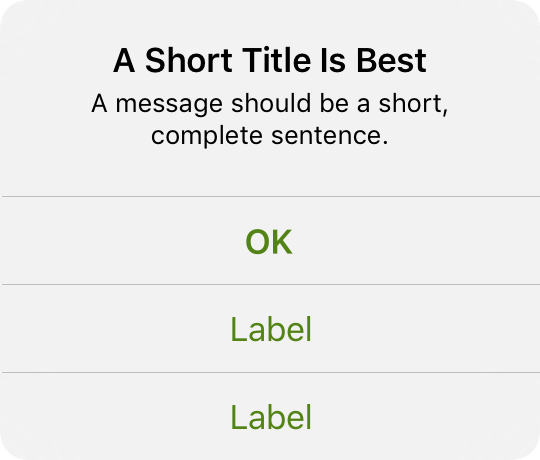 A Short Title Is Best
A message should be a short,
complete sentence.
OK
Label
Label